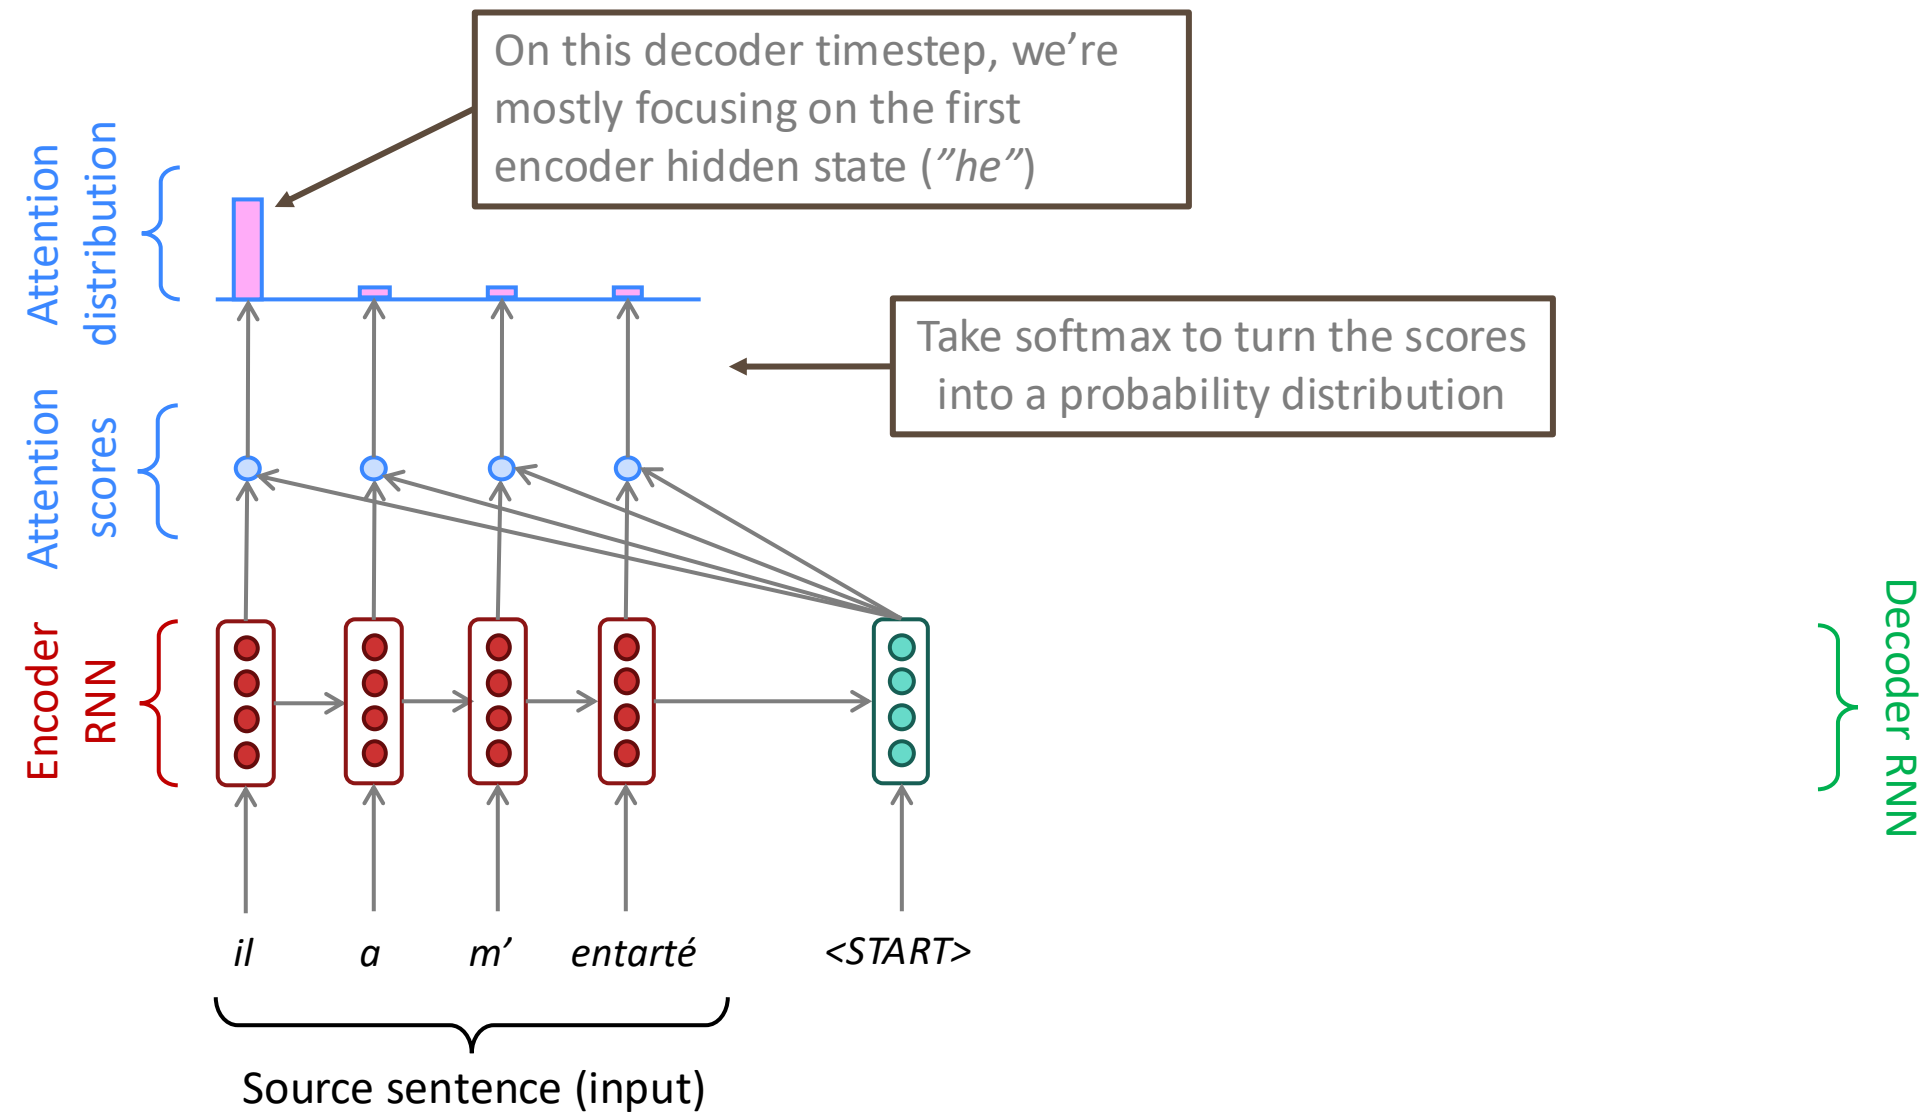 On this decoder timestep, we’re
mostly focusing on the first
encoder hidden state (”he”)
Attention
distribution
Take softmax to turn the scores
into a probability distribution
Attention
scores
Encoder
RNN
Decoder RNN
il a m’ entarté <START>
Source sentence (input)